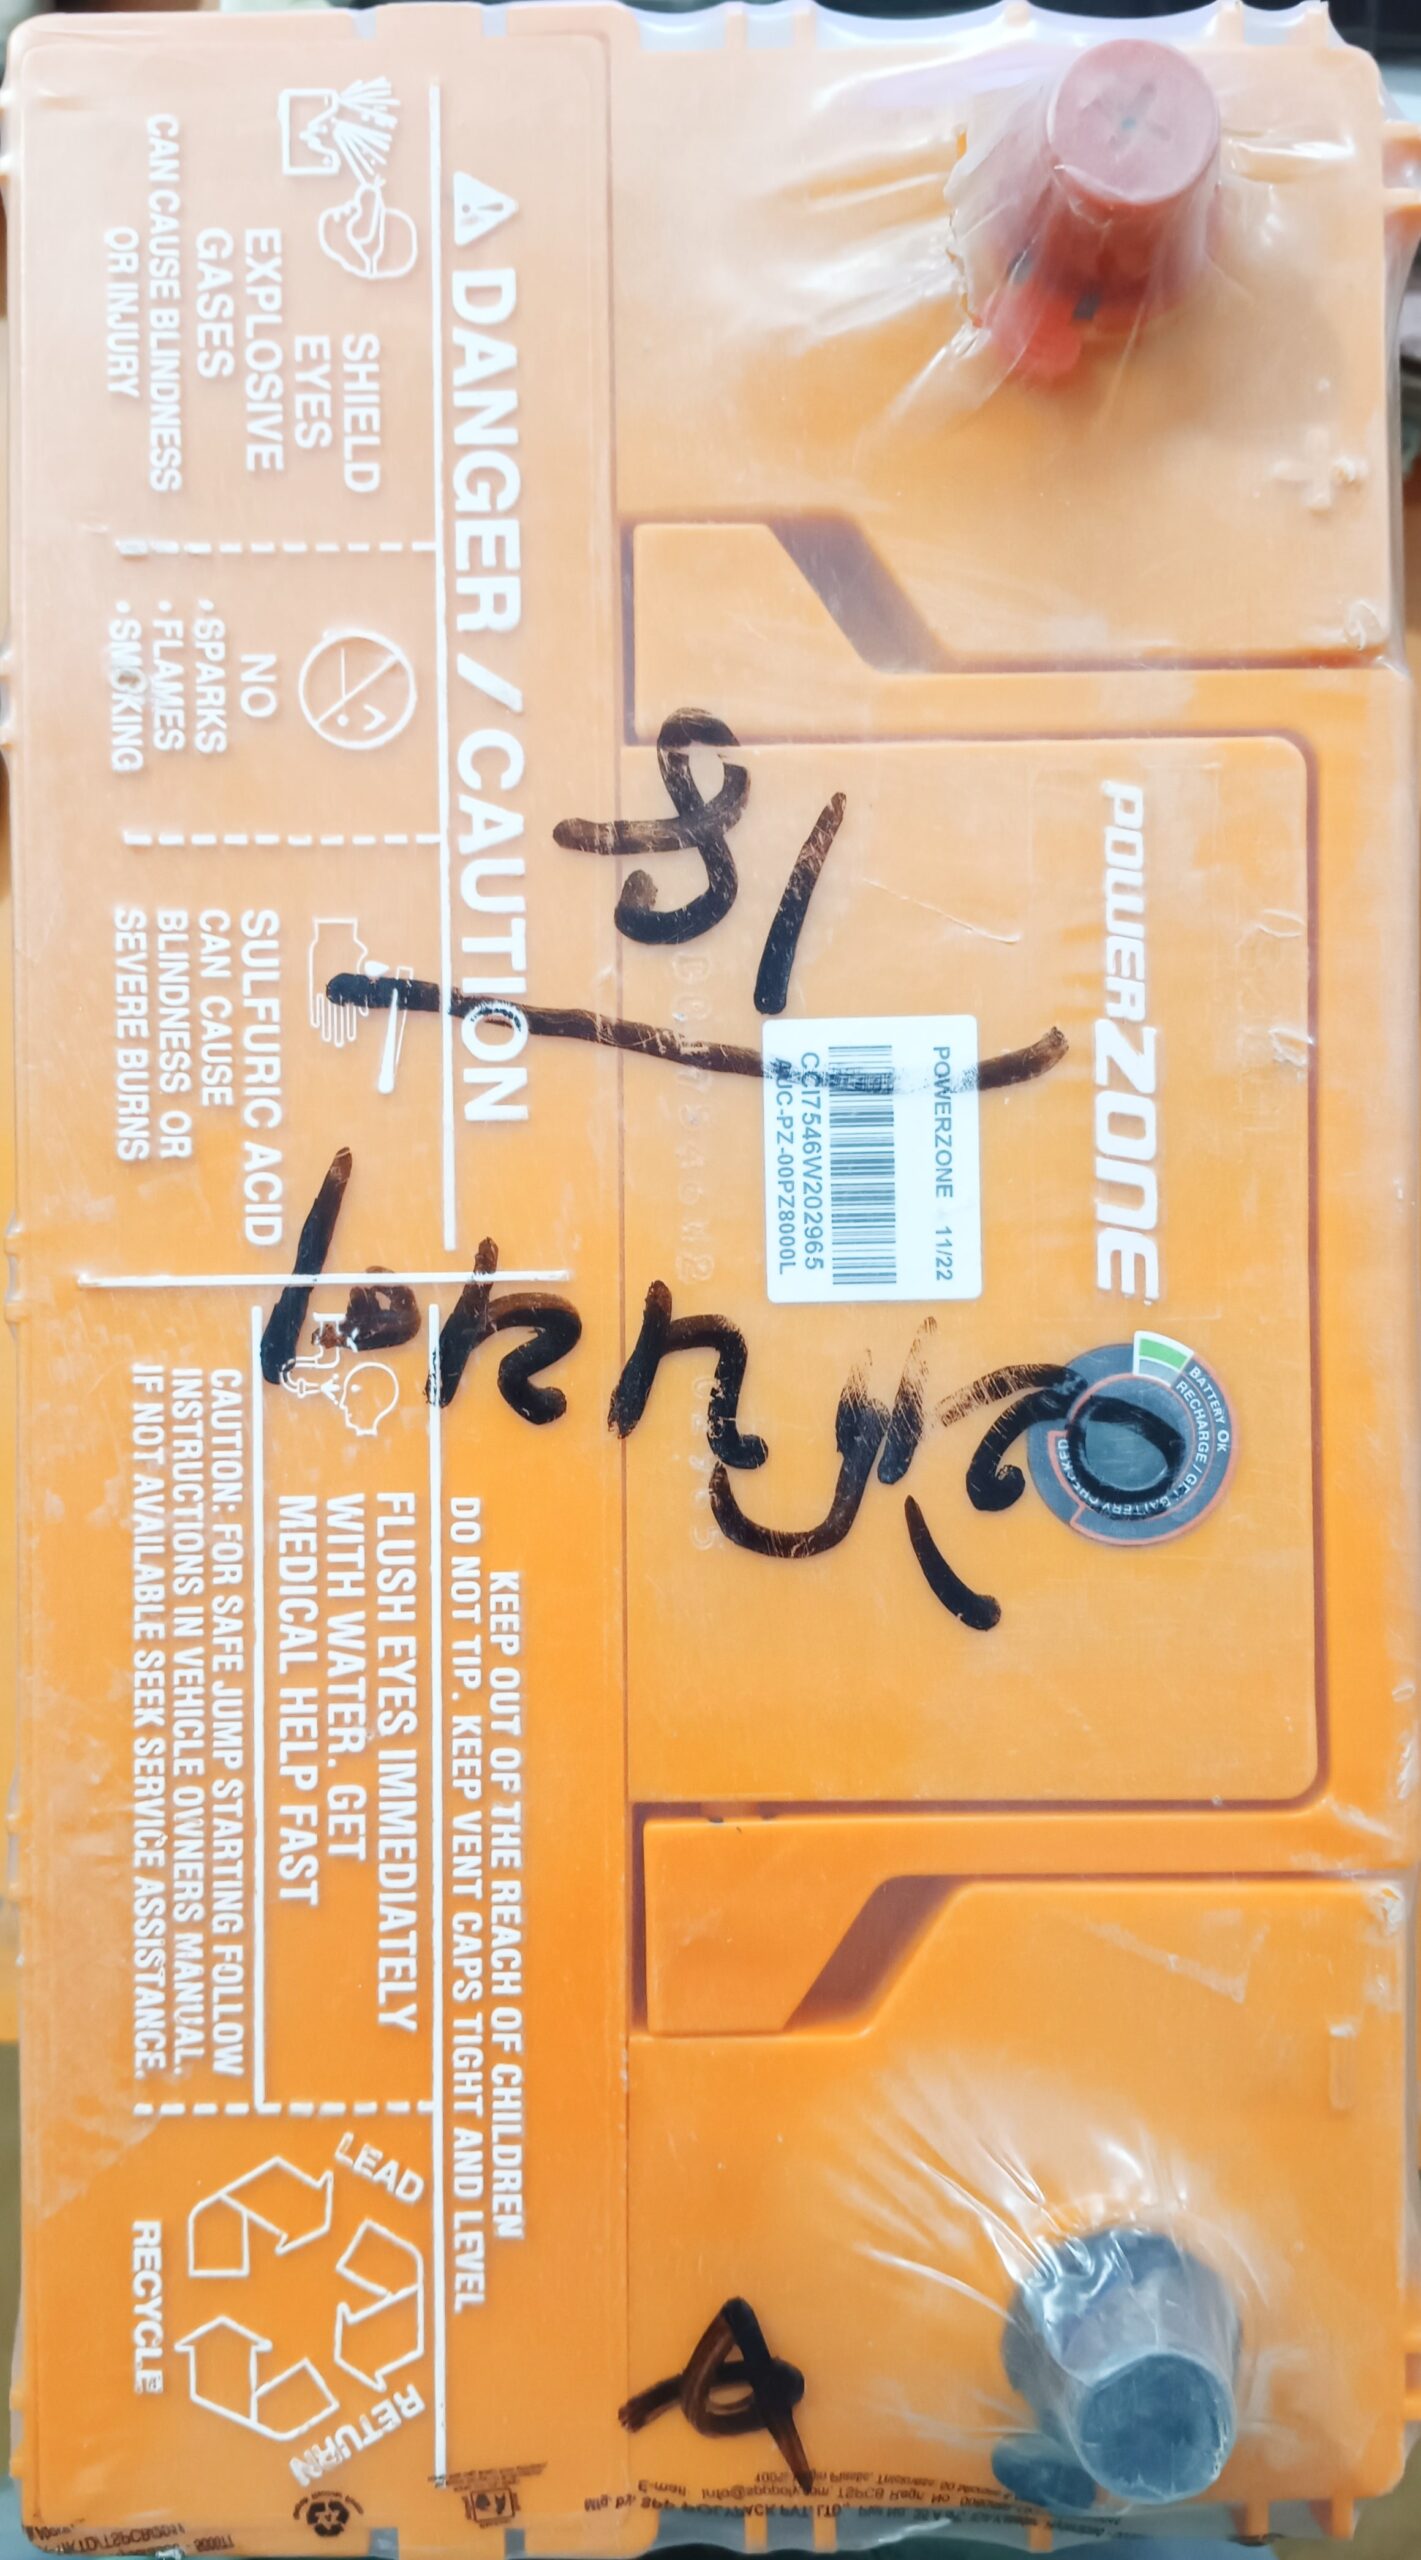 POWERZONE
BATTERY OK
RECHARGE / GET BATTERY CHECKED
POWERZONE 11/22
CCI7546W202965
AUC-PZ-00PZ8000L
⚠ DANGER / CAUTION
SHIELD
EYES
EXPLOSIVE
GASES
CAN CAUSE BLINDNESS
OR INJURY
NO
•SPARKS
•FLAMES
•SMOKING
SULFURIC ACID
CAN CAUSE
BLINDNESS OR
SEVERE BURNS
KEEP OUT OF THE REACH OF CHILDREN
DO NOT TIP. KEEP VENT CAPS TIGHT AND LEVEL
FLUSH EYES IMMEDIATELY
WITH WATER. GET
MEDICAL HELP FAST
CAUTION: FOR SAFE JUMP STARTING FOLLOW
INSTRUCTIONS IN VEHICLE OWNERS MANUAL.
IF NOT AVAILABLE SEEK SERVICE ASSISTANCE.
LEAD
RETURN
RECYCLE